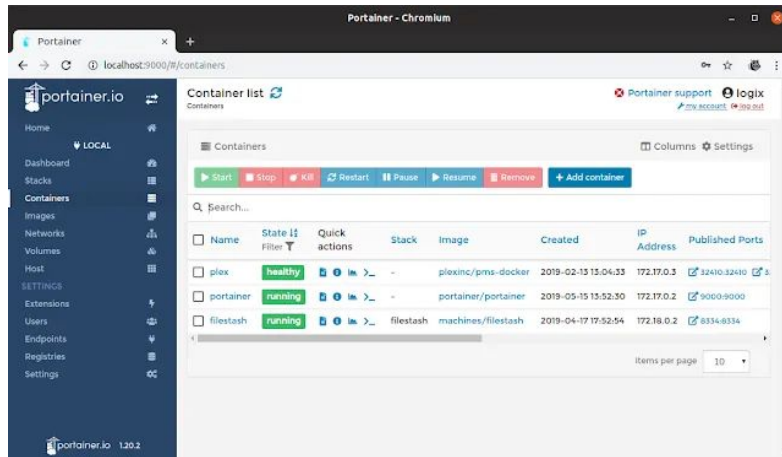 Portainer - Chromium
Portainer
localhost:9000/#/containers
portainer.io
Home
LOCAL
Dashboard
Stacks
Containers
Images
Networks
Volumes
Host
SETTINGS
Extensions
Users
Endpoints
Registries
Settings
portainer.io 1.20.2
Container list
Containers
Portainer support logix
my account log out
Containers
Columns Settings
Start Stop Kill Restart Pause Resume Remove + Add container
Search...
Name State Filter Quick actions Stack Image Created IP Address Published Ports
plex healthy - plexinc/pms-docker 2019-02-13 13:04:33 172.17.0.3 32410:32410 3
portainer running - portainer/portainer 2019-05-15 13:52:30 172.17.0.2 9000:9000
filestash running filestash machines/filestash 2019-04-17 17:52:54 172.18.0.2 8334:8334
Items per page 10